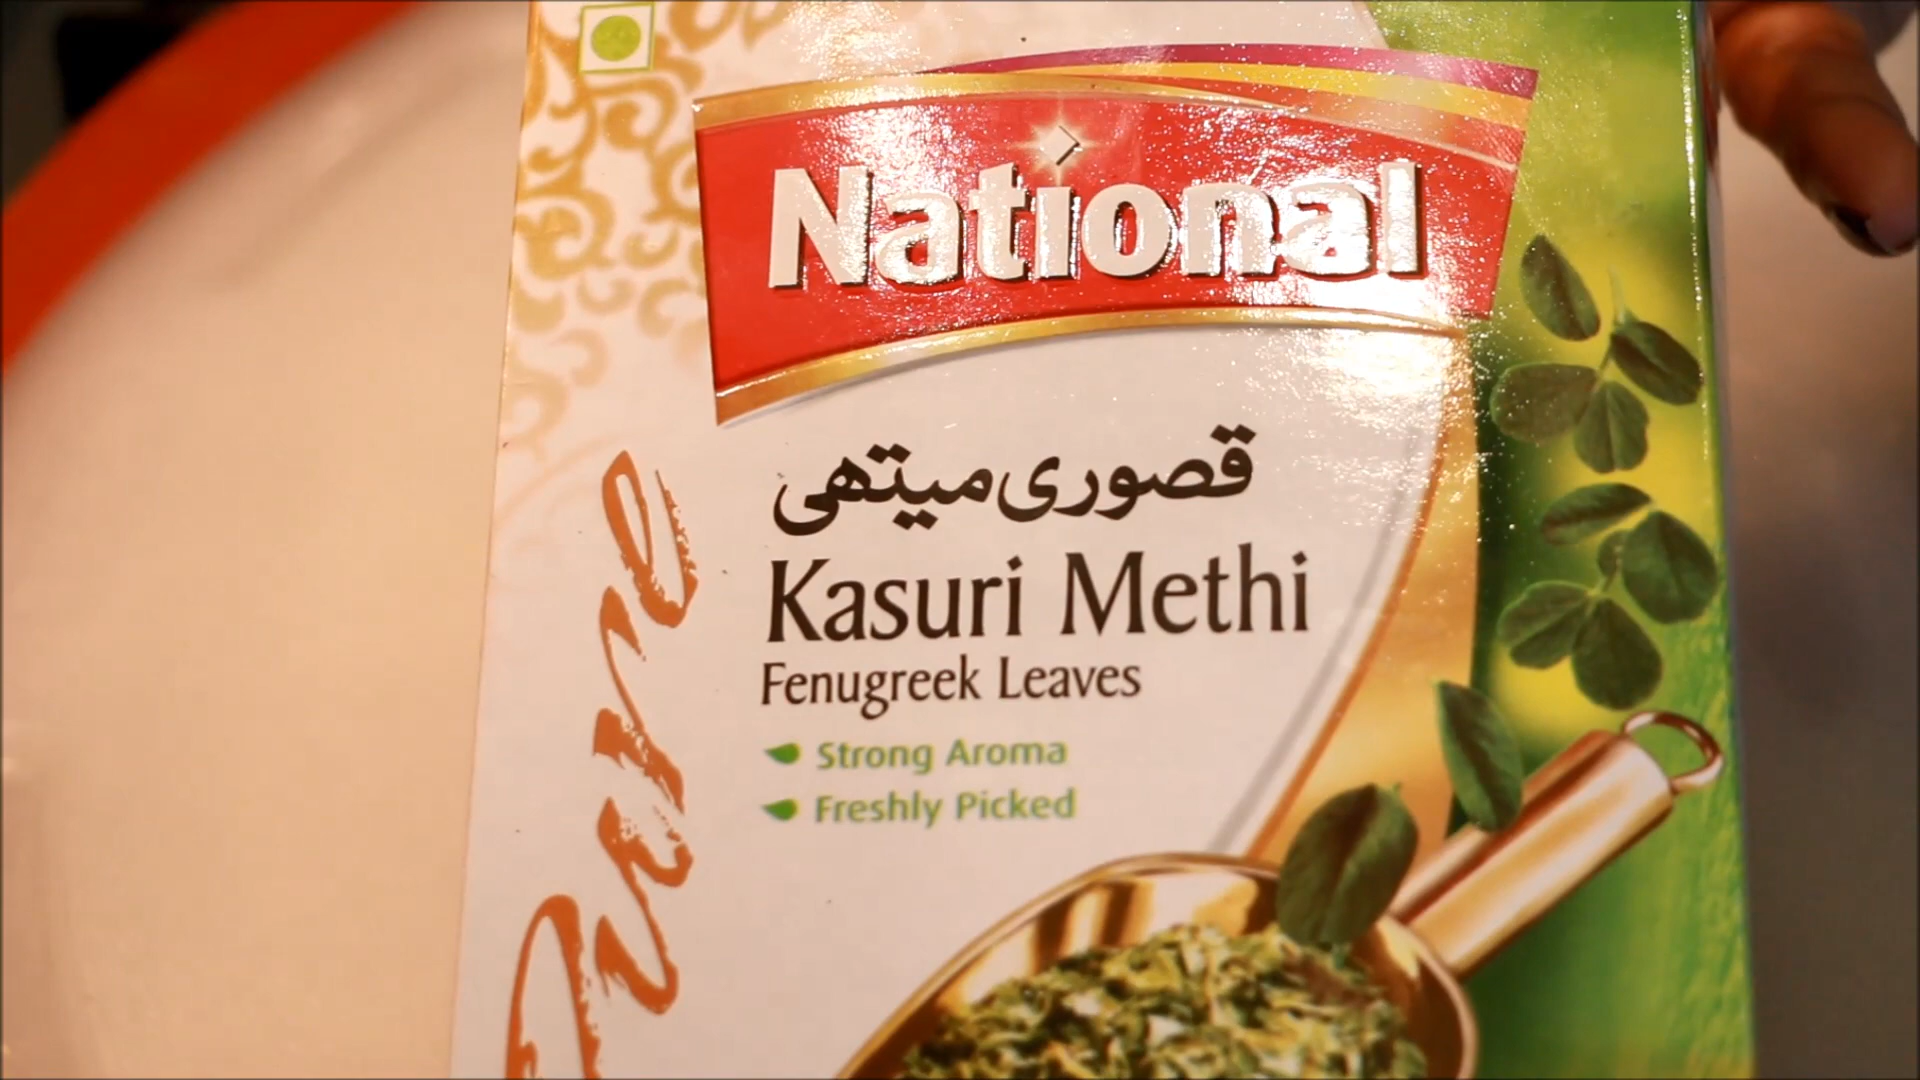 National
قصوری میتھی
Kasuri Methi
Fenugreek Leaves
Strong Aroma
Freshly Picked
Pure